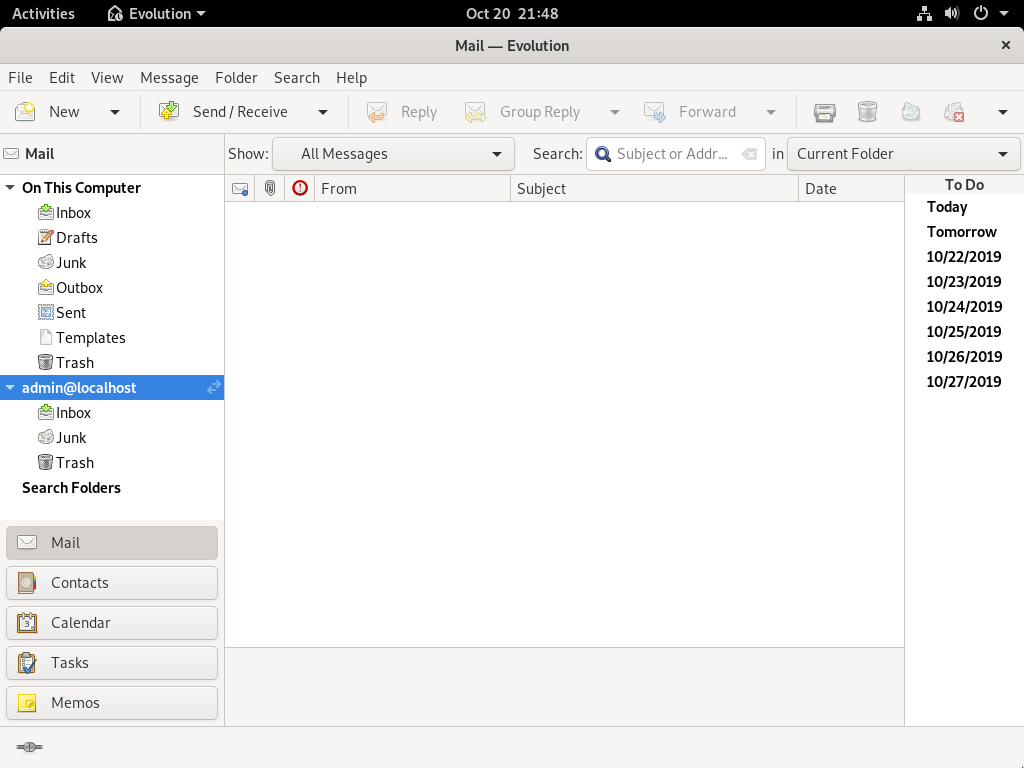 Activities Evolution Oct 20 21:48
Mail — Evolution
File Edit View Message Folder Search Help
New Send / Receive Reply Group Reply Forward
Mail Show: All Messages Search: Subject or Addr... in Current Folder
From Subject Date
On This Computer
Inbox
Drafts
Junk
Outbox
Sent
Templates
Trash
admin@localhost
Inbox
Junk
Trash
Search Folders
Mail
Contacts
Calendar
Tasks
Memos
To Do
Today
Tomorrow
10/22/2019
10/23/2019
10/24/2019
10/25/2019
10/26/2019
10/27/2019